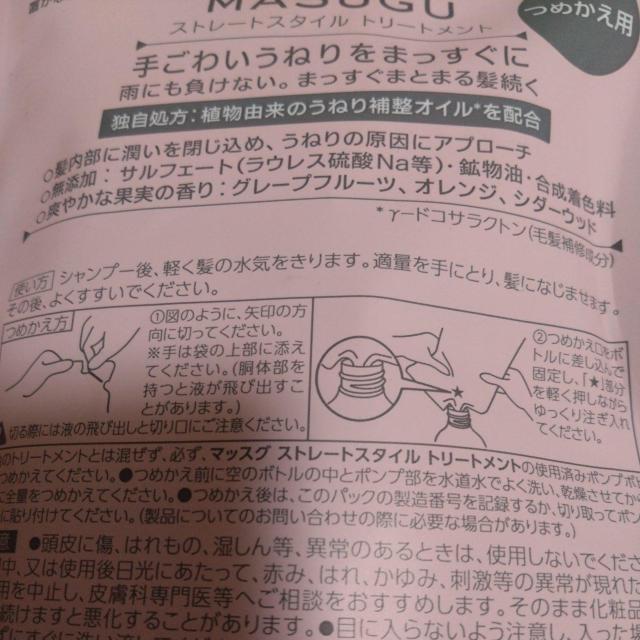 MASUGU
ストレートスタイル トリートメント
つめかえ用
手ごわいうねりをまっすぐに
雨にも負けない。まっすぐまとまる髪続く
独自処方：植物由来のうねり補整オイル*を配合
○髪内部に潤いを閉じ込め、うねりの原因にアプローチ
○無添加：サルフェート(ラウレス硫酸Na等)・鉱物油・合成着色料
○爽やかな果実の香り：グレープフルーツ、オレンジ、シダーウッド
*γ-ドコサラクトン(毛髪補修成分)
使い方 シャンプー後、軽く髪の水気をきります。適量を手にとり、髪になじませます。
その後、よくすすいでください。
つめかえ方
①図のように、矢印の方
向に切ってください。
※手は袋の上部に添え
てください。(胴体部を
持つと液が飛び出すこ
とがあります。)
切る際には液の飛び出しと切り口にご注意ください。
②つめかえ口をボ
トルに差し込んで
固定し、「★」部分
を軽く押しながら
ゆっくり注ぎ入れ
てください。
のトリートメントとは混ぜず、必ず、マッスグ ストレートスタイル トリートメントの使用済みポンプボ
つめかえてください。●つめかえ前に空のボトルの中とポンプ部を水道水でよく洗い、乾燥させてか
に全量をつめかえてください。●つめかえ後は、このパックの製造番号を記録するか、切り取ってポン
に貼り付けてください。(製品についてのお問い合わせの際に必要な場合があります。)
●頭皮に傷、はれもの、湿しん等、異常のあるときは、使用しないでくださ
中、又は使用後日光にあたって、赤み、はれ、かゆみ、刺激等の異常が現れた
用を中止し、皮膚科専門医等へご相談をおすすめします。そのまま化粧品
続けますと悪化することがあります。●目に入らないよう注意し、入ったと